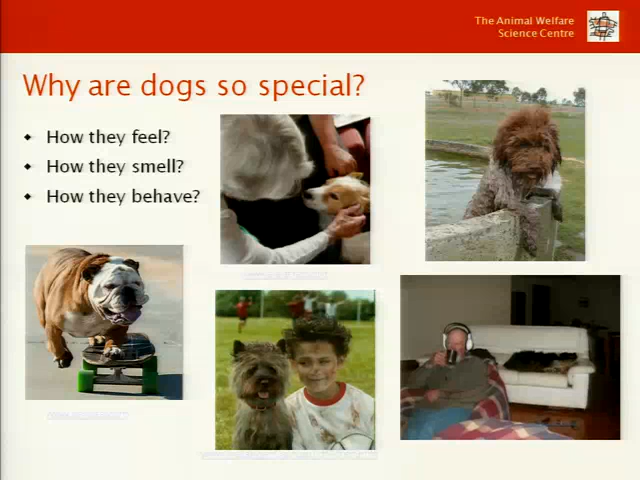 The Animal Welfare
Science Centre
Why are dogs so special?
How they feel?
How they smell?
How they behave?